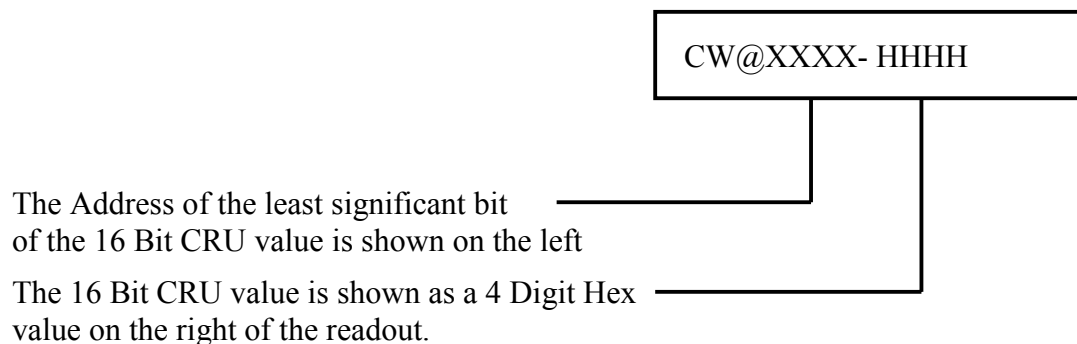 CW@XXXX- HHHH
The Address of the least significant bit
of the 16 Bit CRU value is shown on the left
The 16 Bit CRU value is shown as a 4 Digit Hex
value on the right of the readout.